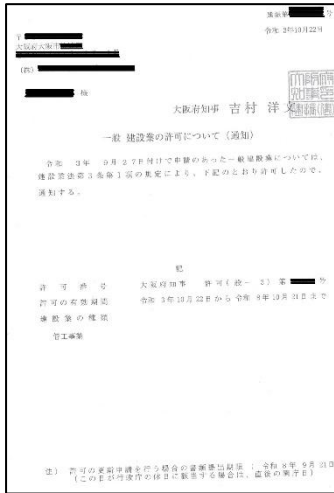 号
令和 3年10月22日
〒
大阪府大阪市
(株)
様
大阪府知事 吉村 洋文
一般 建設業の許可について(通知)
令和 3年 9月27日付けで申請のあった一般建設業については、
建設業法第3条第1項の規定により、下記のとおり許可したので、
通知する。
記
許可番号 大阪府知事 許可(般-3) 第 号
許可の有効期間 令和 3年10月22日から 令和 8年10月21日まで
建設業の種類
管工事業
注) 許可の更新申請を行う場合の書類提出期限 : 令和 8年 9月21日
(この日が行政庁の休日に該当する場合は、直後の開庁日)